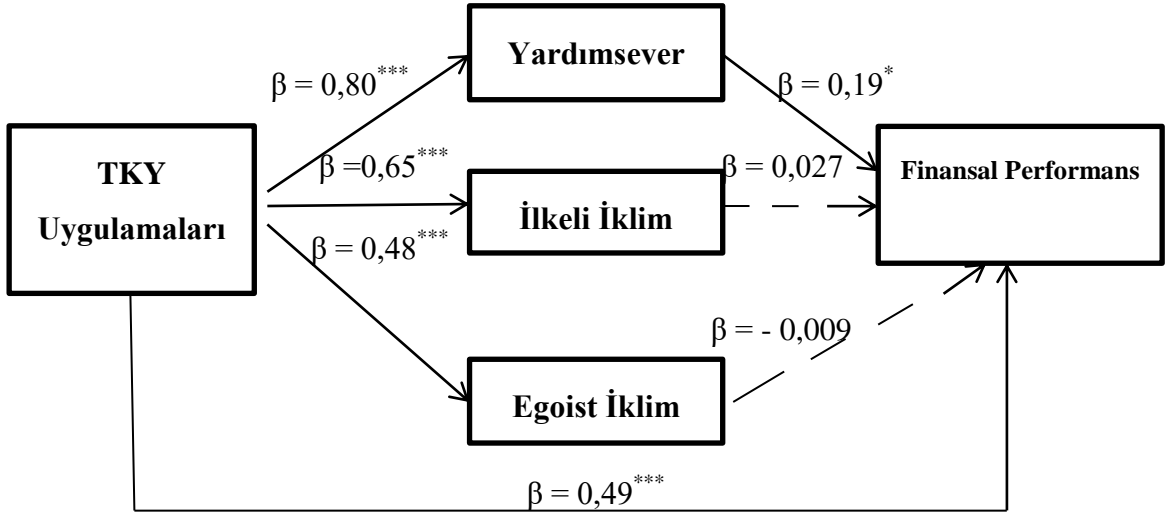 Yardımsever
β = 0,80***
β = 0,19*
TKY
Uygulamaları
β =0,65***
β = 0,027
Finansal Performans
İlkeli İklim
β = 0,48***
β = - 0,009
Egoist İklim
β = 0,49***